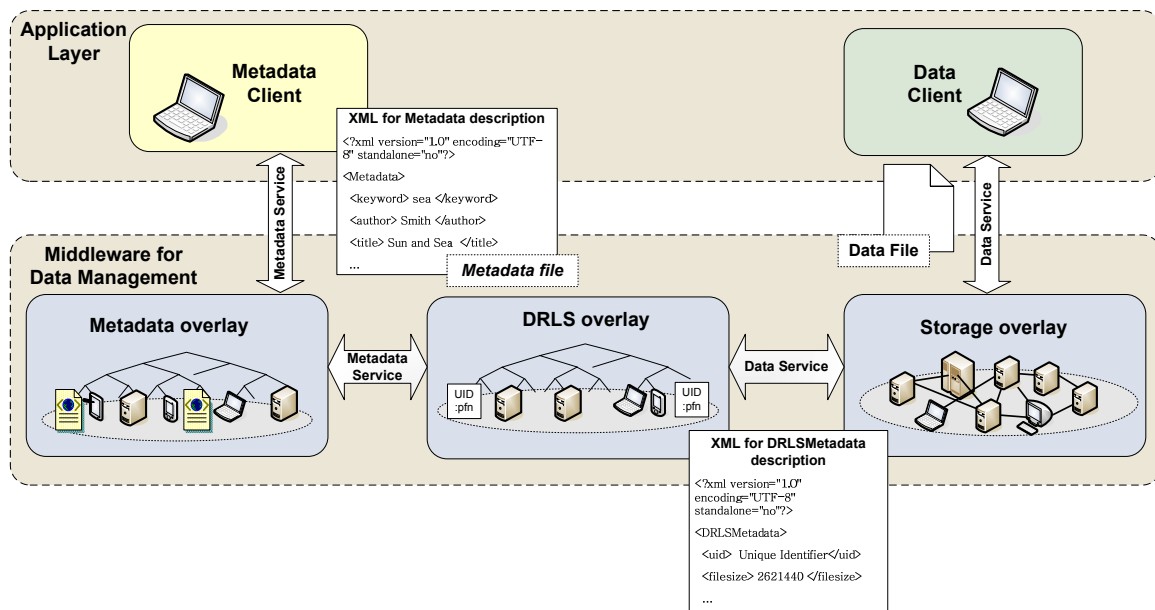 Application
Layer
Metadata
Client
Data
Client
XML for Metadata description
<?xml version="1.0" encoding="UTF-
8" standalone="no"?>
<Metadata>
<keyword> sea </keyword>
<author> Smith </author>
<title> Sun and Sea </title>
...
Metadata file
Metadata Service
Data File
Data Service
Middleware for
Data Management
Metadata overlay
Metadata
Service
DRLS overlay
UID
:pfn
UID
:pfn
Data Service
Storage overlay
XML for DRLSMetadata
description
<?xml version="1.0"
encoding="UTF-8"
standalone="no"?>
<DRLSMetadata>
<uid> Unique Identifier</uid>
<filesize> 2621440 </filesize>
...